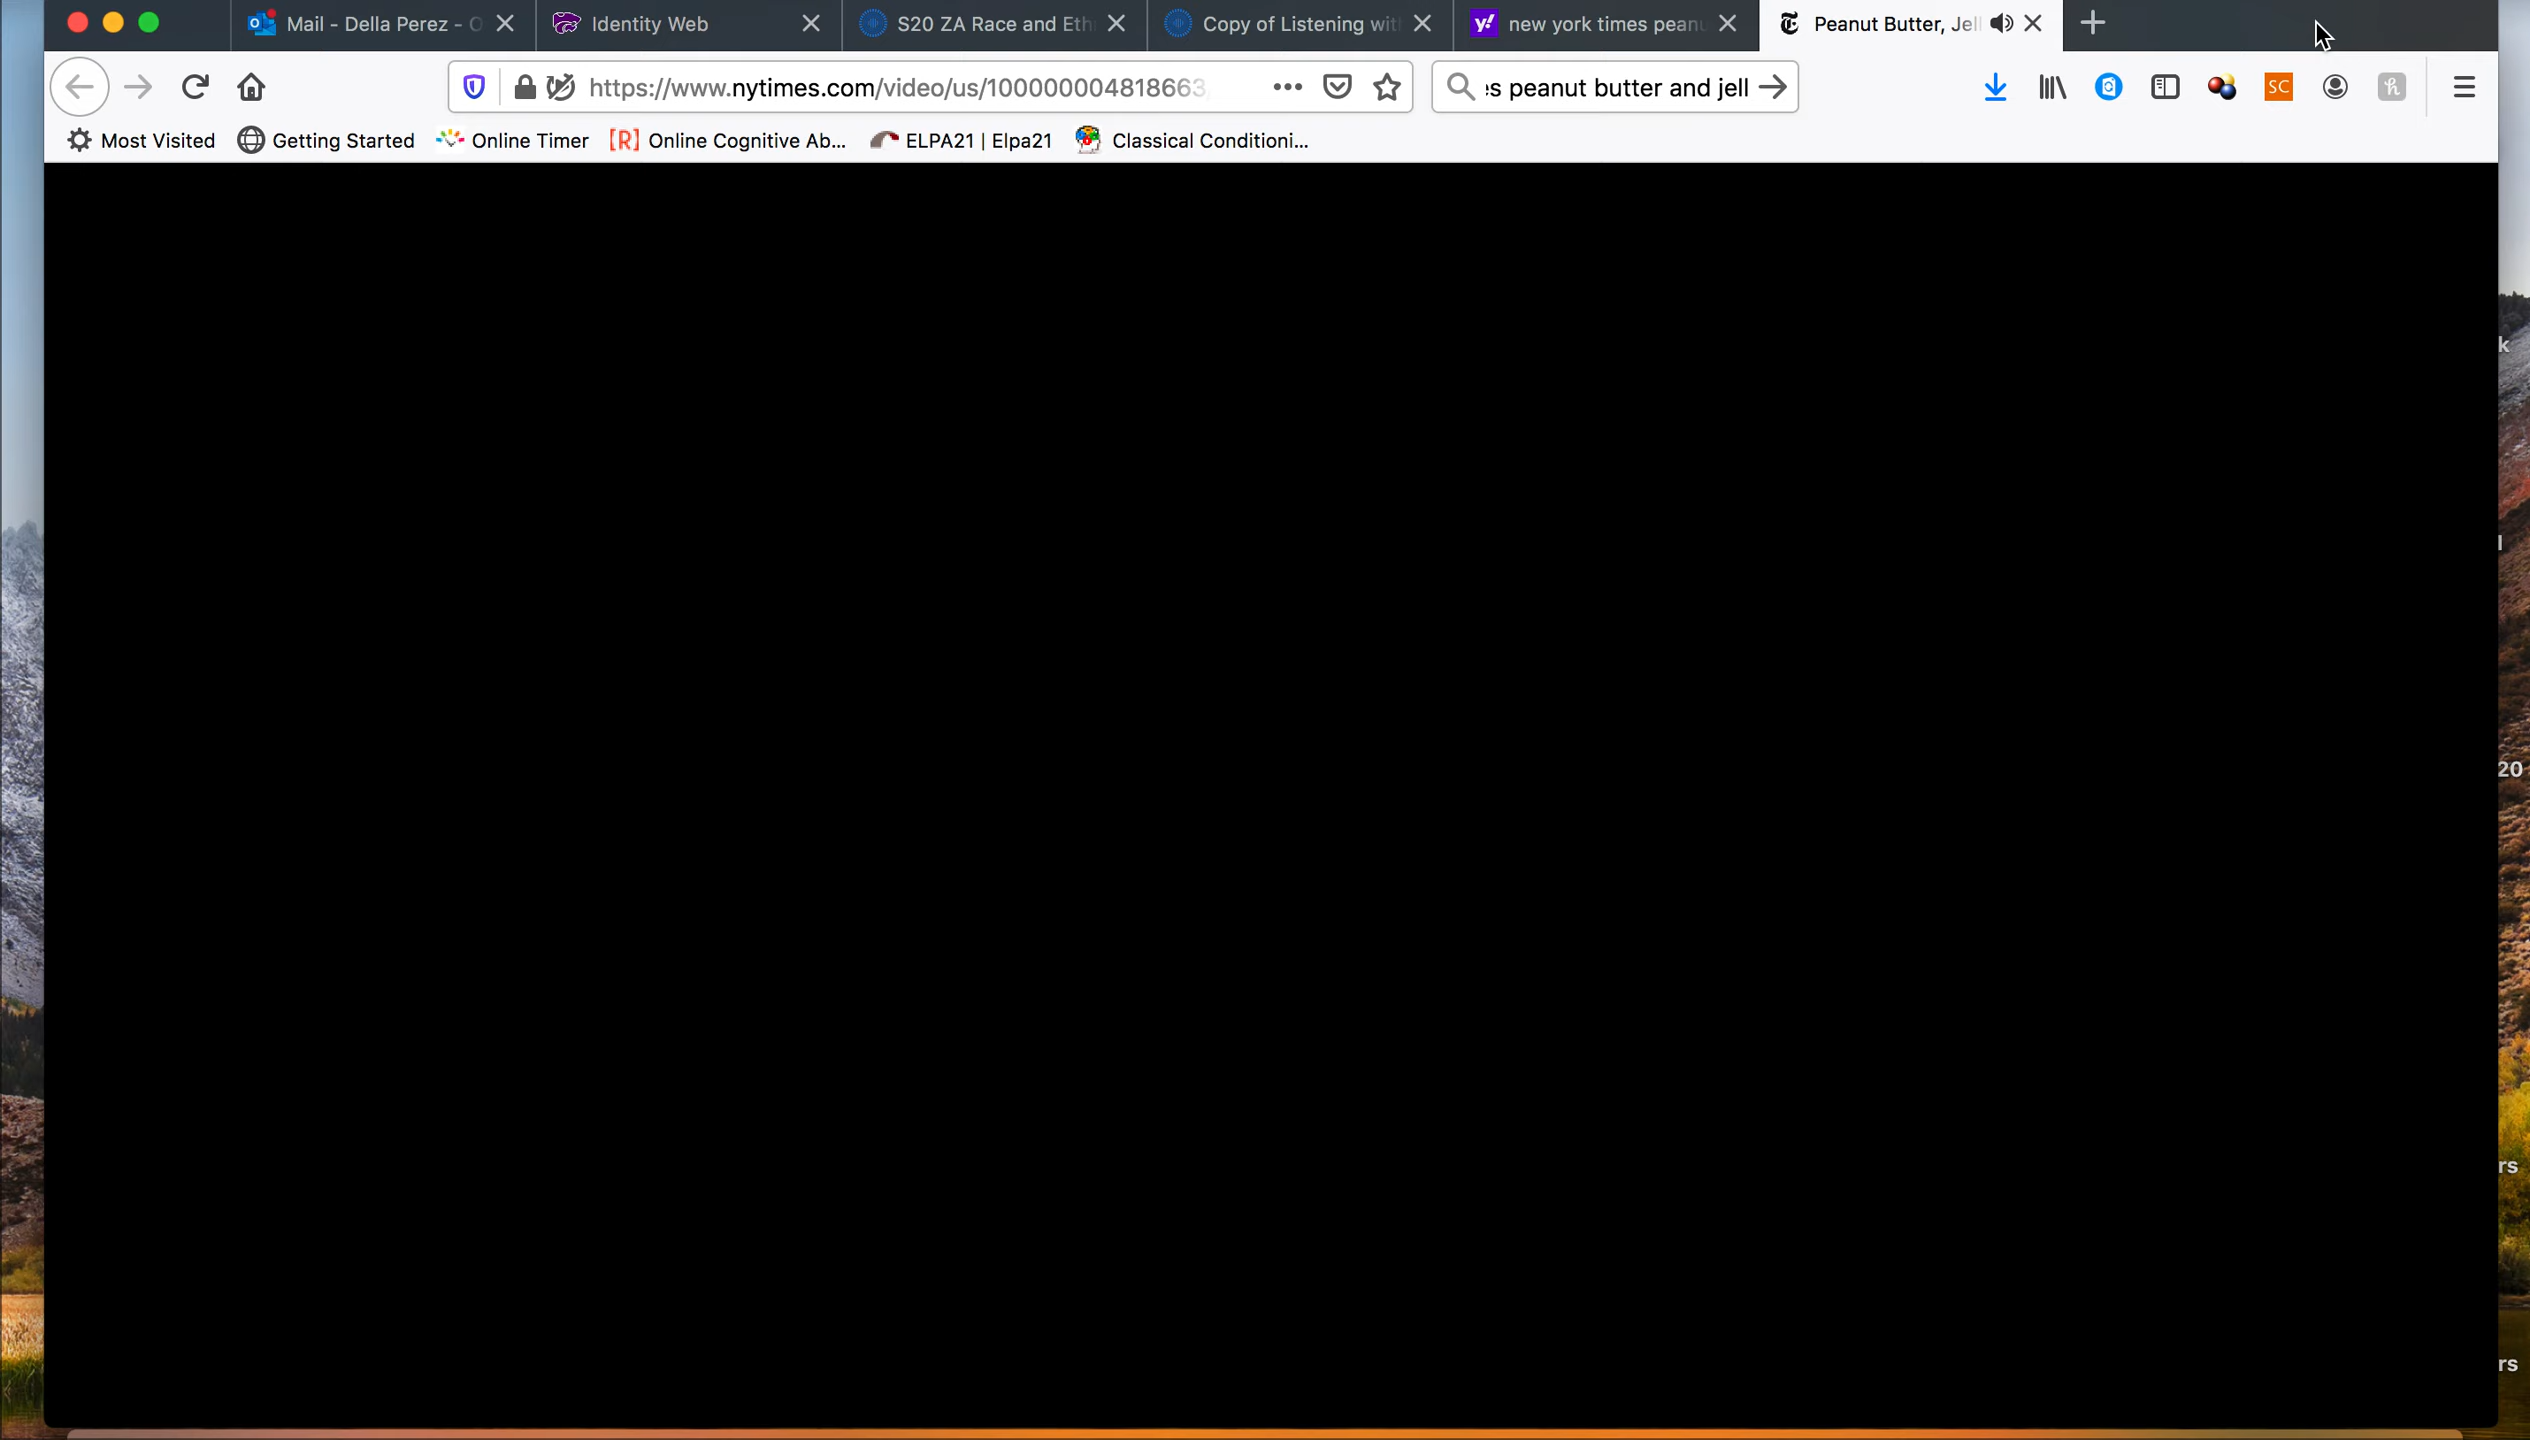 Mail - Della Perez - O
Identity Web
S20 ZA Race and Eth
Copy of Listening wit
new york times pean
Peanut Butter, Jel
https://www.nytimes.com/video/us/100000004818663
s peanut butter and jell
SC
Most Visited
Getting Started
Online Timer
[R] Online Cognitive Ab...
ELPA21 | Elpa21
Classical Conditioni...
k
l
20
rs
rs